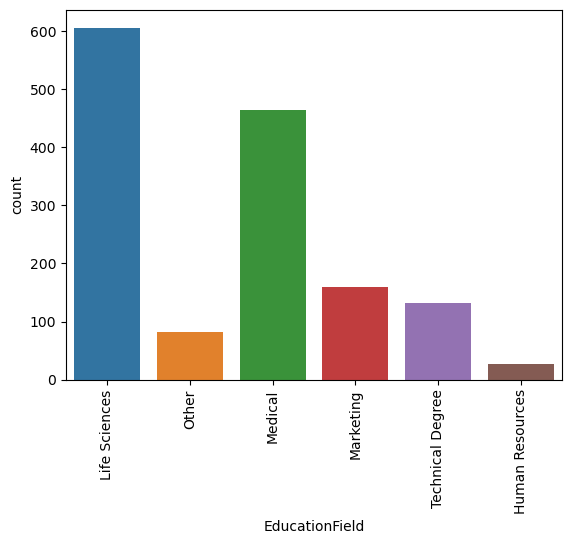 600
500
400
300
200
100
0
count
Life Sciences
Other
Medical
Marketing
Technical Degree
Human Resources
EducationField